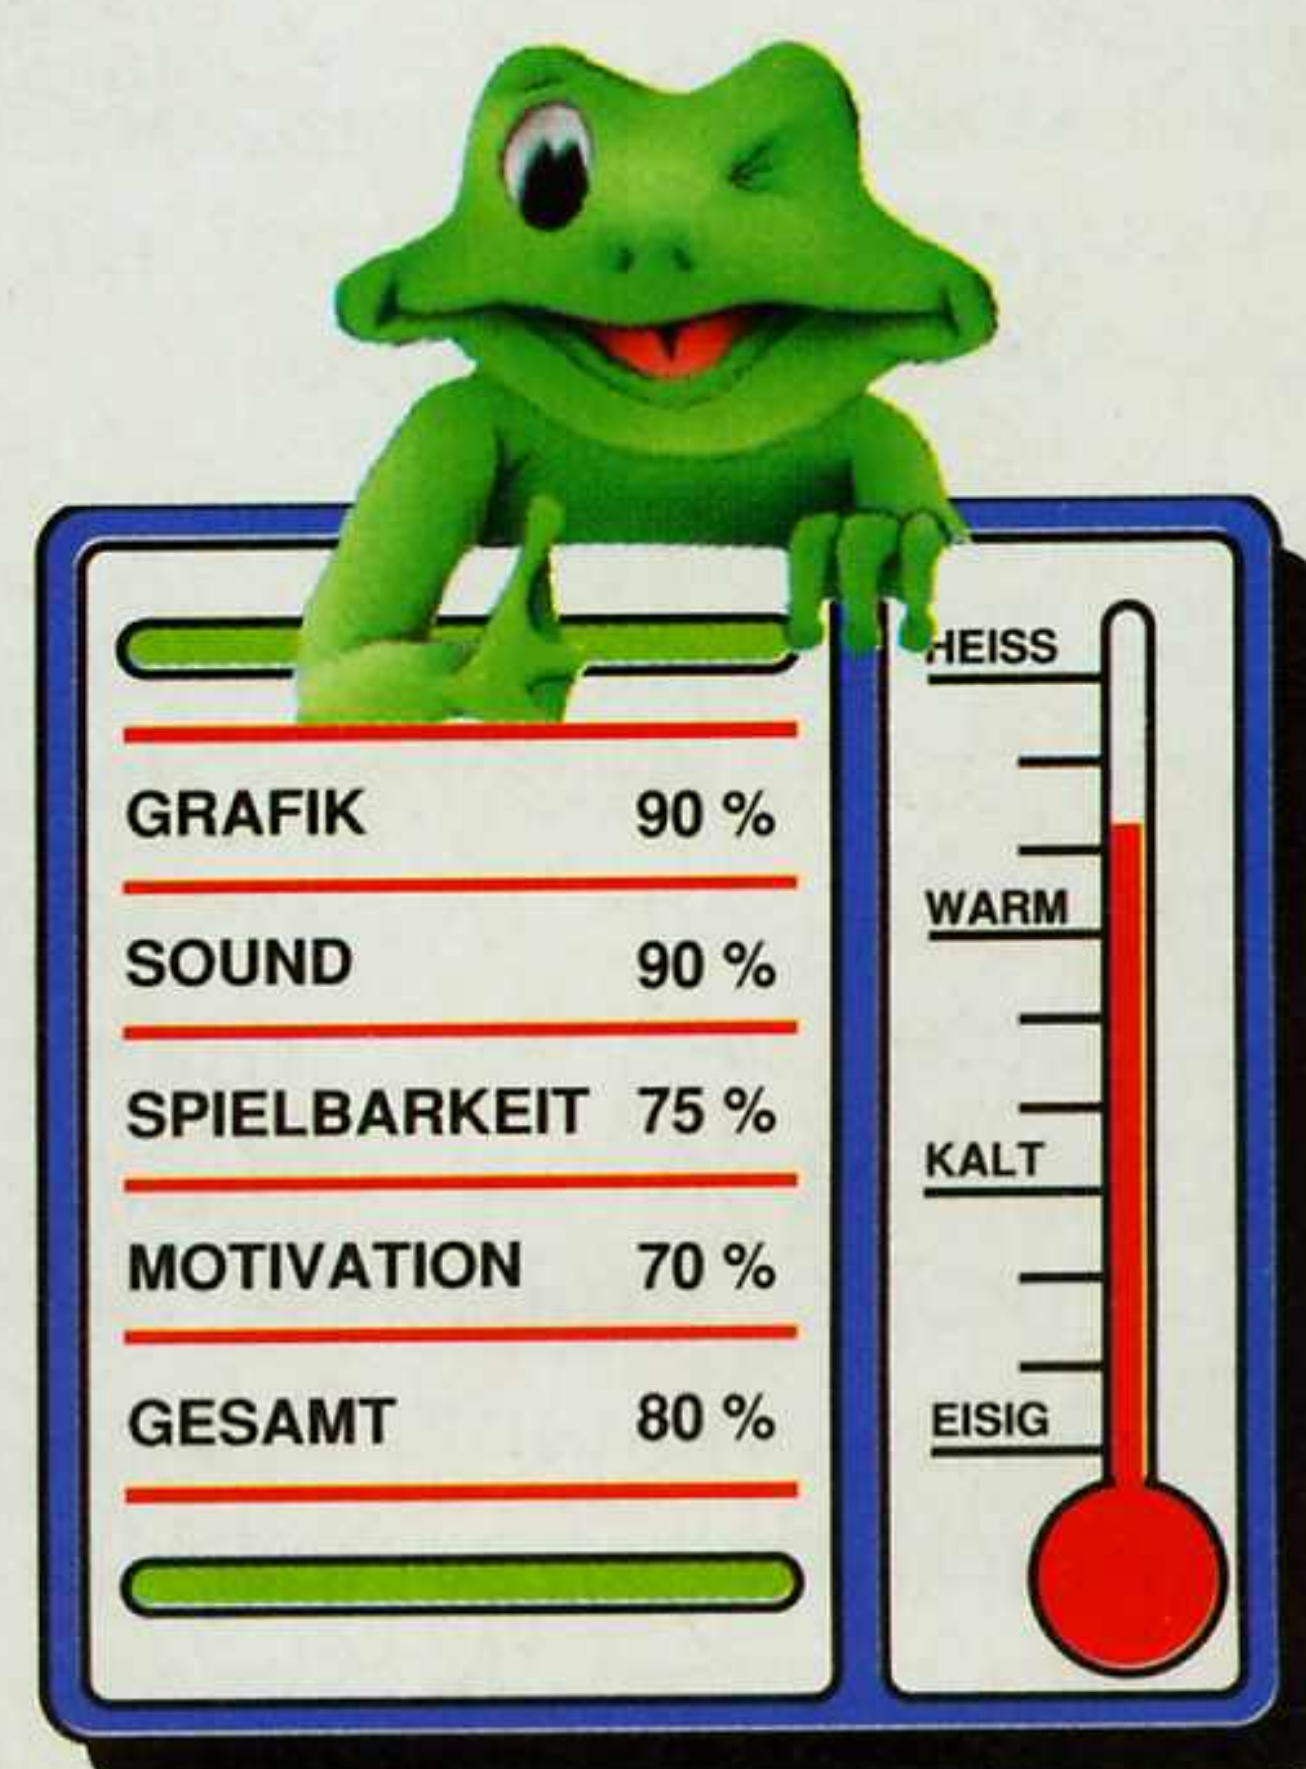 GRAFIK 90 %
SOUND 90 %
SPIELBARKEIT 75 %
MOTIVATION 70 %
GESAMT 80 %
HEISS
WARM
KALT
EISIG